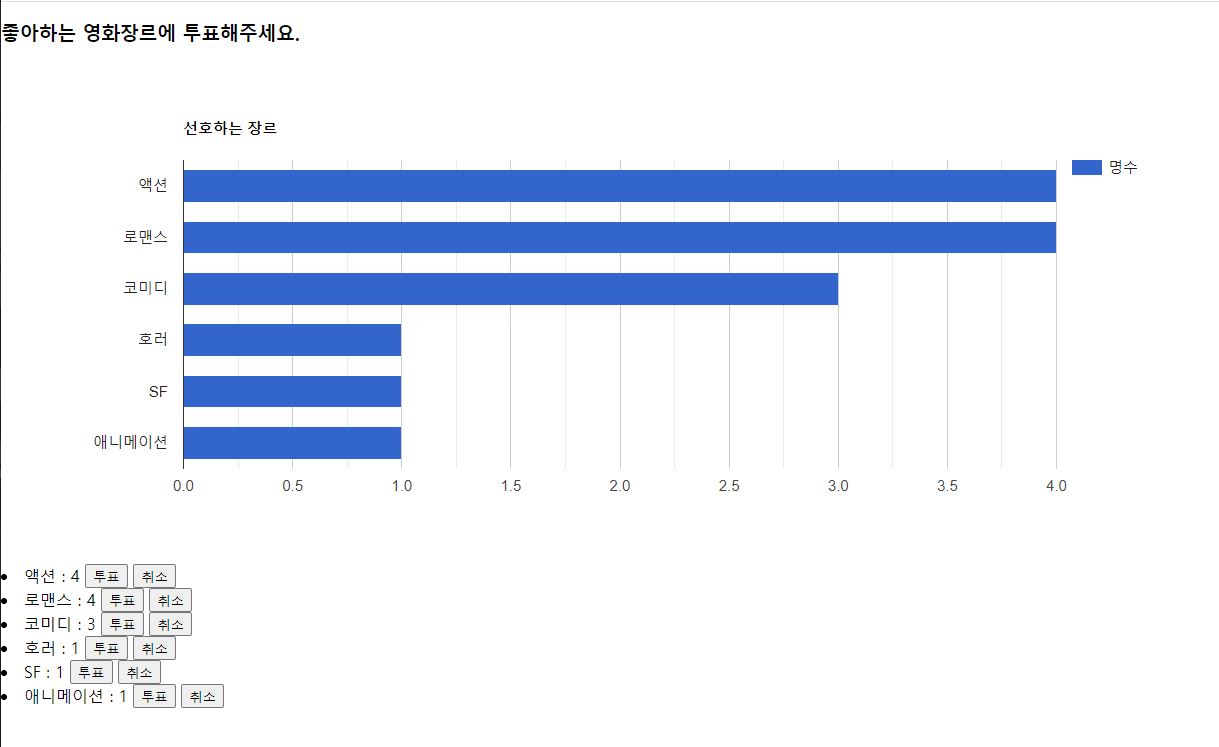 좋아하는 영화장르에 투표해주세요.
선호하는 장르
명수
액션
로맨스
코미디
호러
SF
애니메이션
0.0 0.5 1.0 1.5 2.0 2.5 3.0 3.5 4.0
액션 : 4 투표 취소
로맨스 : 4 투표 취소
코미디 : 3 투표 취소
호러 : 1 투표 취소
SF : 1 투표 취소
애니메이션 : 1 투표 취소